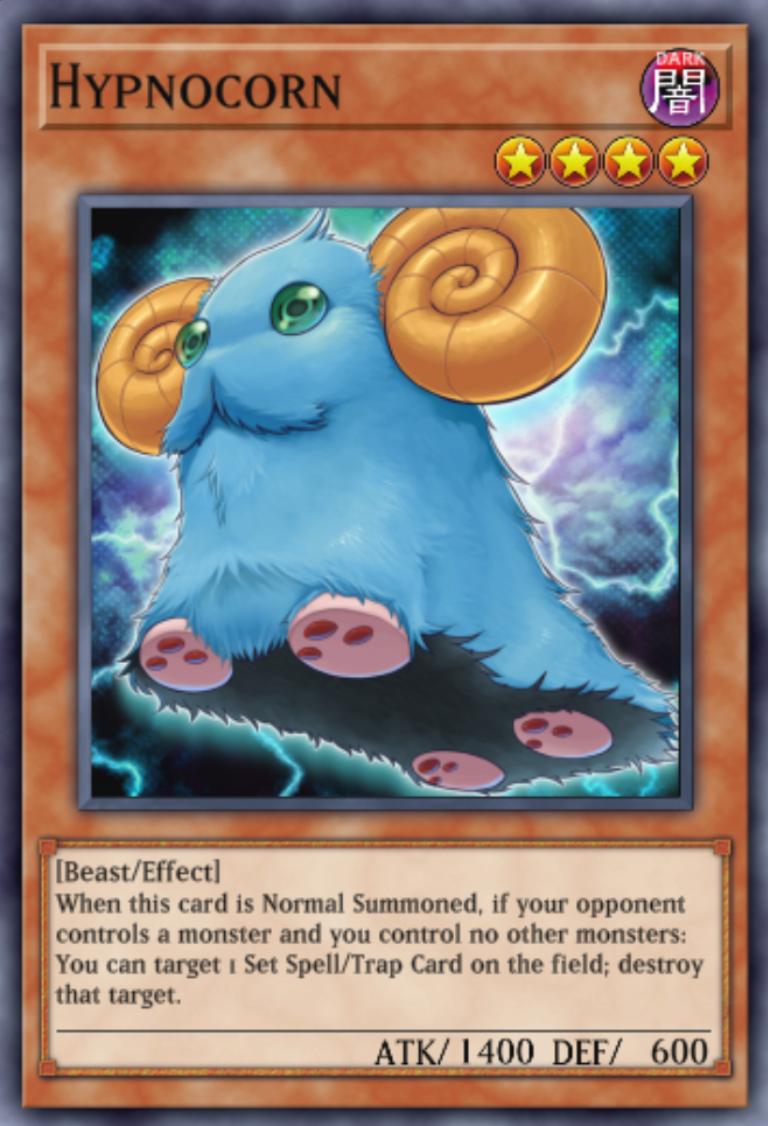 HYPNOCORN
DARK
闇
[Beast/Effect]
When this card is Normal Summoned, if your opponent
controls a monster and you control no other monsters:
You can target 1 Set Spell/Trap Card on the field; destroy
that target.
ATK/ 1400 DEF/ 600